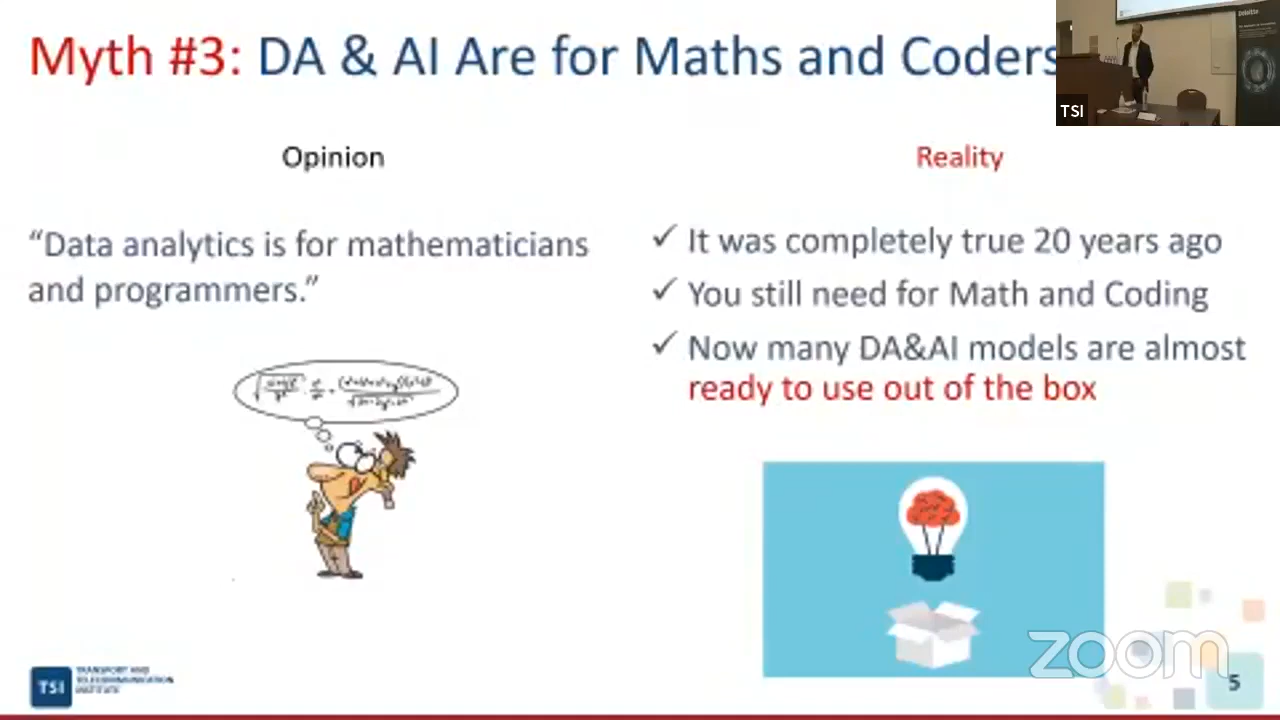 Myth #3: DA & AI Are for Maths and Coders
TSI
Opinion
Reality
“Data analytics is for mathematicians
and programmers.”
✓ It was completely true 20 years ago
✓ You still need for Math and Coding
✓ Now many DA&AI models are almost
ready to use out of the box
TSI
TRANSPORT AND
TELECOMMUNICATION
INSTITUTE
zoom
5